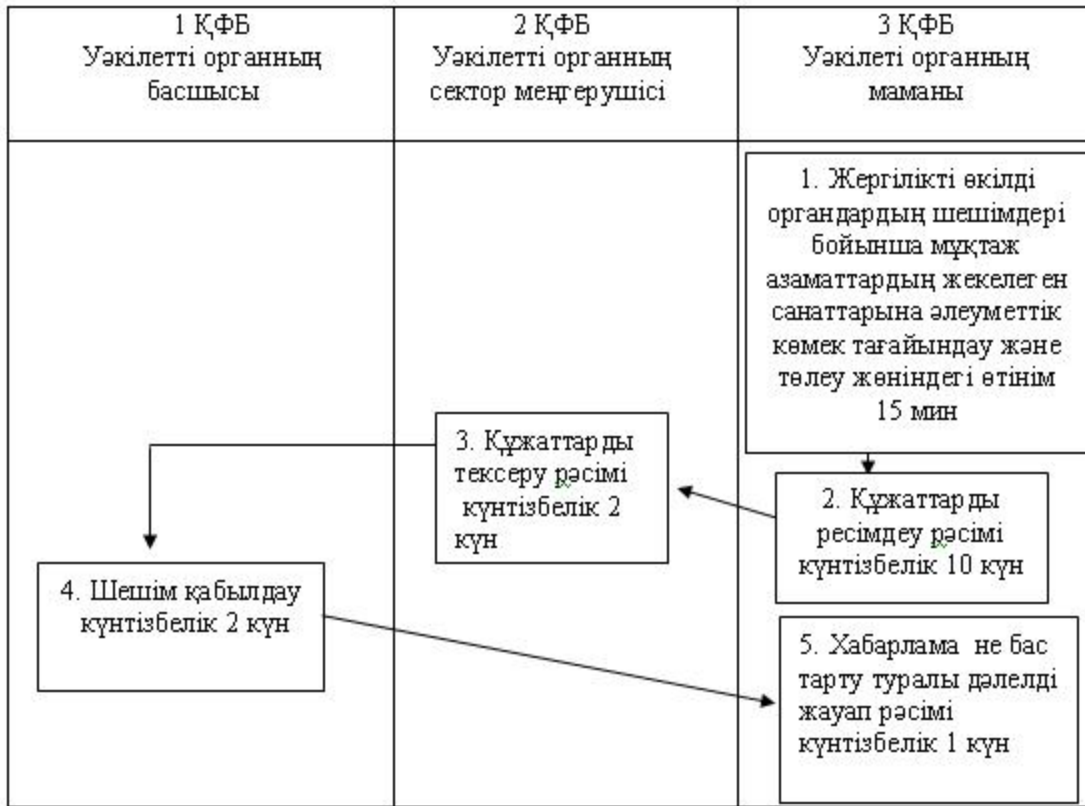 1 ҚФБ
Уәкілетті органның
басшысы
2 ҚФБ
Уәкілетті органның
сектор меңгерушісі
3 ҚФБ
Уәкілетті органның
маманы
1. Жергілікті өкілді
органдардың шешімдері
бойынша мұқтаж
азаматтардың жекелеген
санаттарына әлеуметтік
көмек тағайындау және
төлеу жөніндегі өтінім
15 мин
2. Құжаттарды
ресімдеу рәсімі
күнтізбелік 10 күн
3. Құжаттарды
тексеру рәсімі
күнтізбелік 2
күн
4. Шешім қабылдау
күнтізбелік 2 күн
5. Хабарлама не бас
тарту туралы дәлелді
жауап рәсімі
күнтізбелік 1 күн